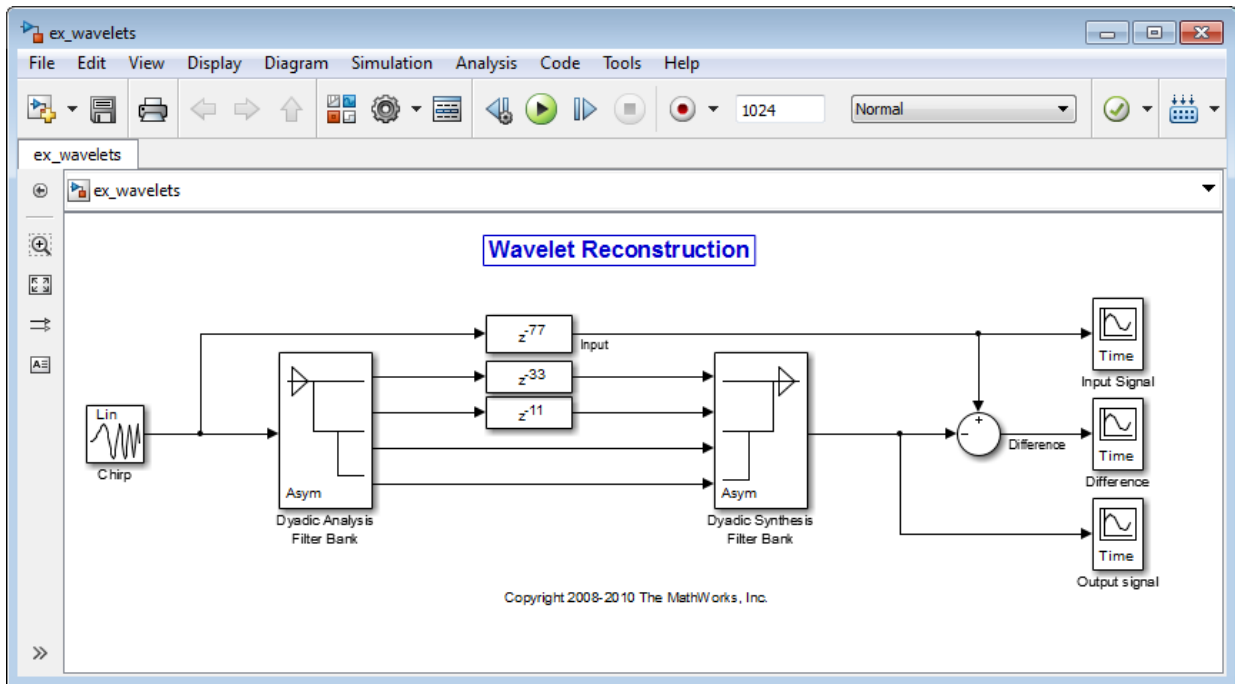 ex_wavelets
File Edit View Display Diagram Simulation Analysis Code Tools Help
1024 Normal
ex_wavelets
ex_wavelets
Wavelet Reconstruction
z-77
Input
z-33
z-11
Lin
Chirp
Asym
Dyadic Analysis
Filter Bank
Asym
Dyadic Synthesis
Filter Bank
Time
Input Signal
Difference
Time
Difference
Time
Output signal
Copyright 2008-2010 The MathWorks, Inc.